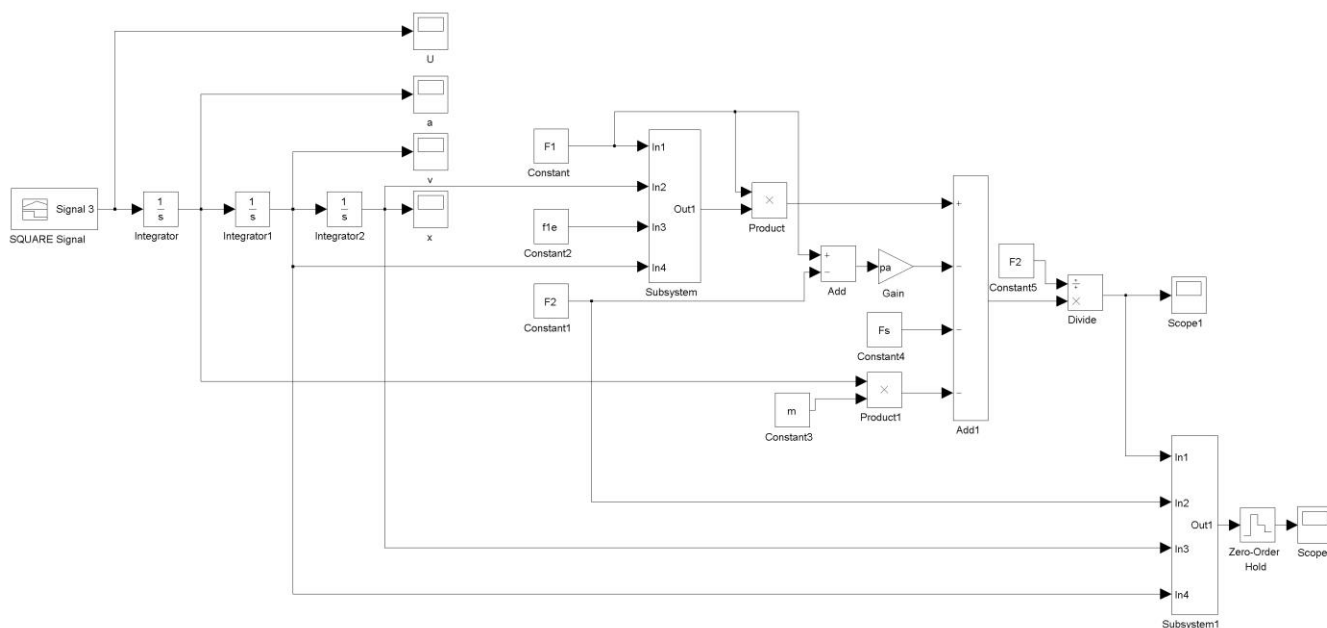 U
a
v
x
Signal 3
SQUARE Signal
1
s
Integrator
1
s
Integrator1
1
s
Integrator2
F1
Constant
f1e
Constant2
F2
Constant1
In1
In2
In3
In4
Out1
Subsystem
×
Product
+
−
Add
pa
Gain
Fs
Constant4
m
Constant3
×
Product1
+
−
−
−
Add1
F2
Constant5
÷
×
Divide
Scope1
In1
In2
In3
In4
Out1
Subsystem1
Zero-Order
Hold
Scope